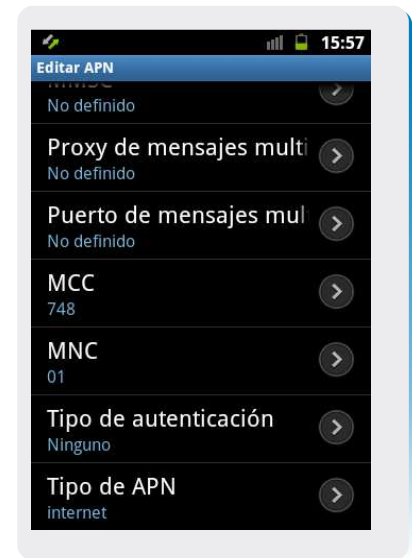 15:57
Editar APN
MMSC
No definido
Proxy de mensajes multi
No definido
Puerto de mensajes mul
No definido
MCC
748
MNC
01
Tipo de autenticación
Ninguno
Tipo de APN
internet